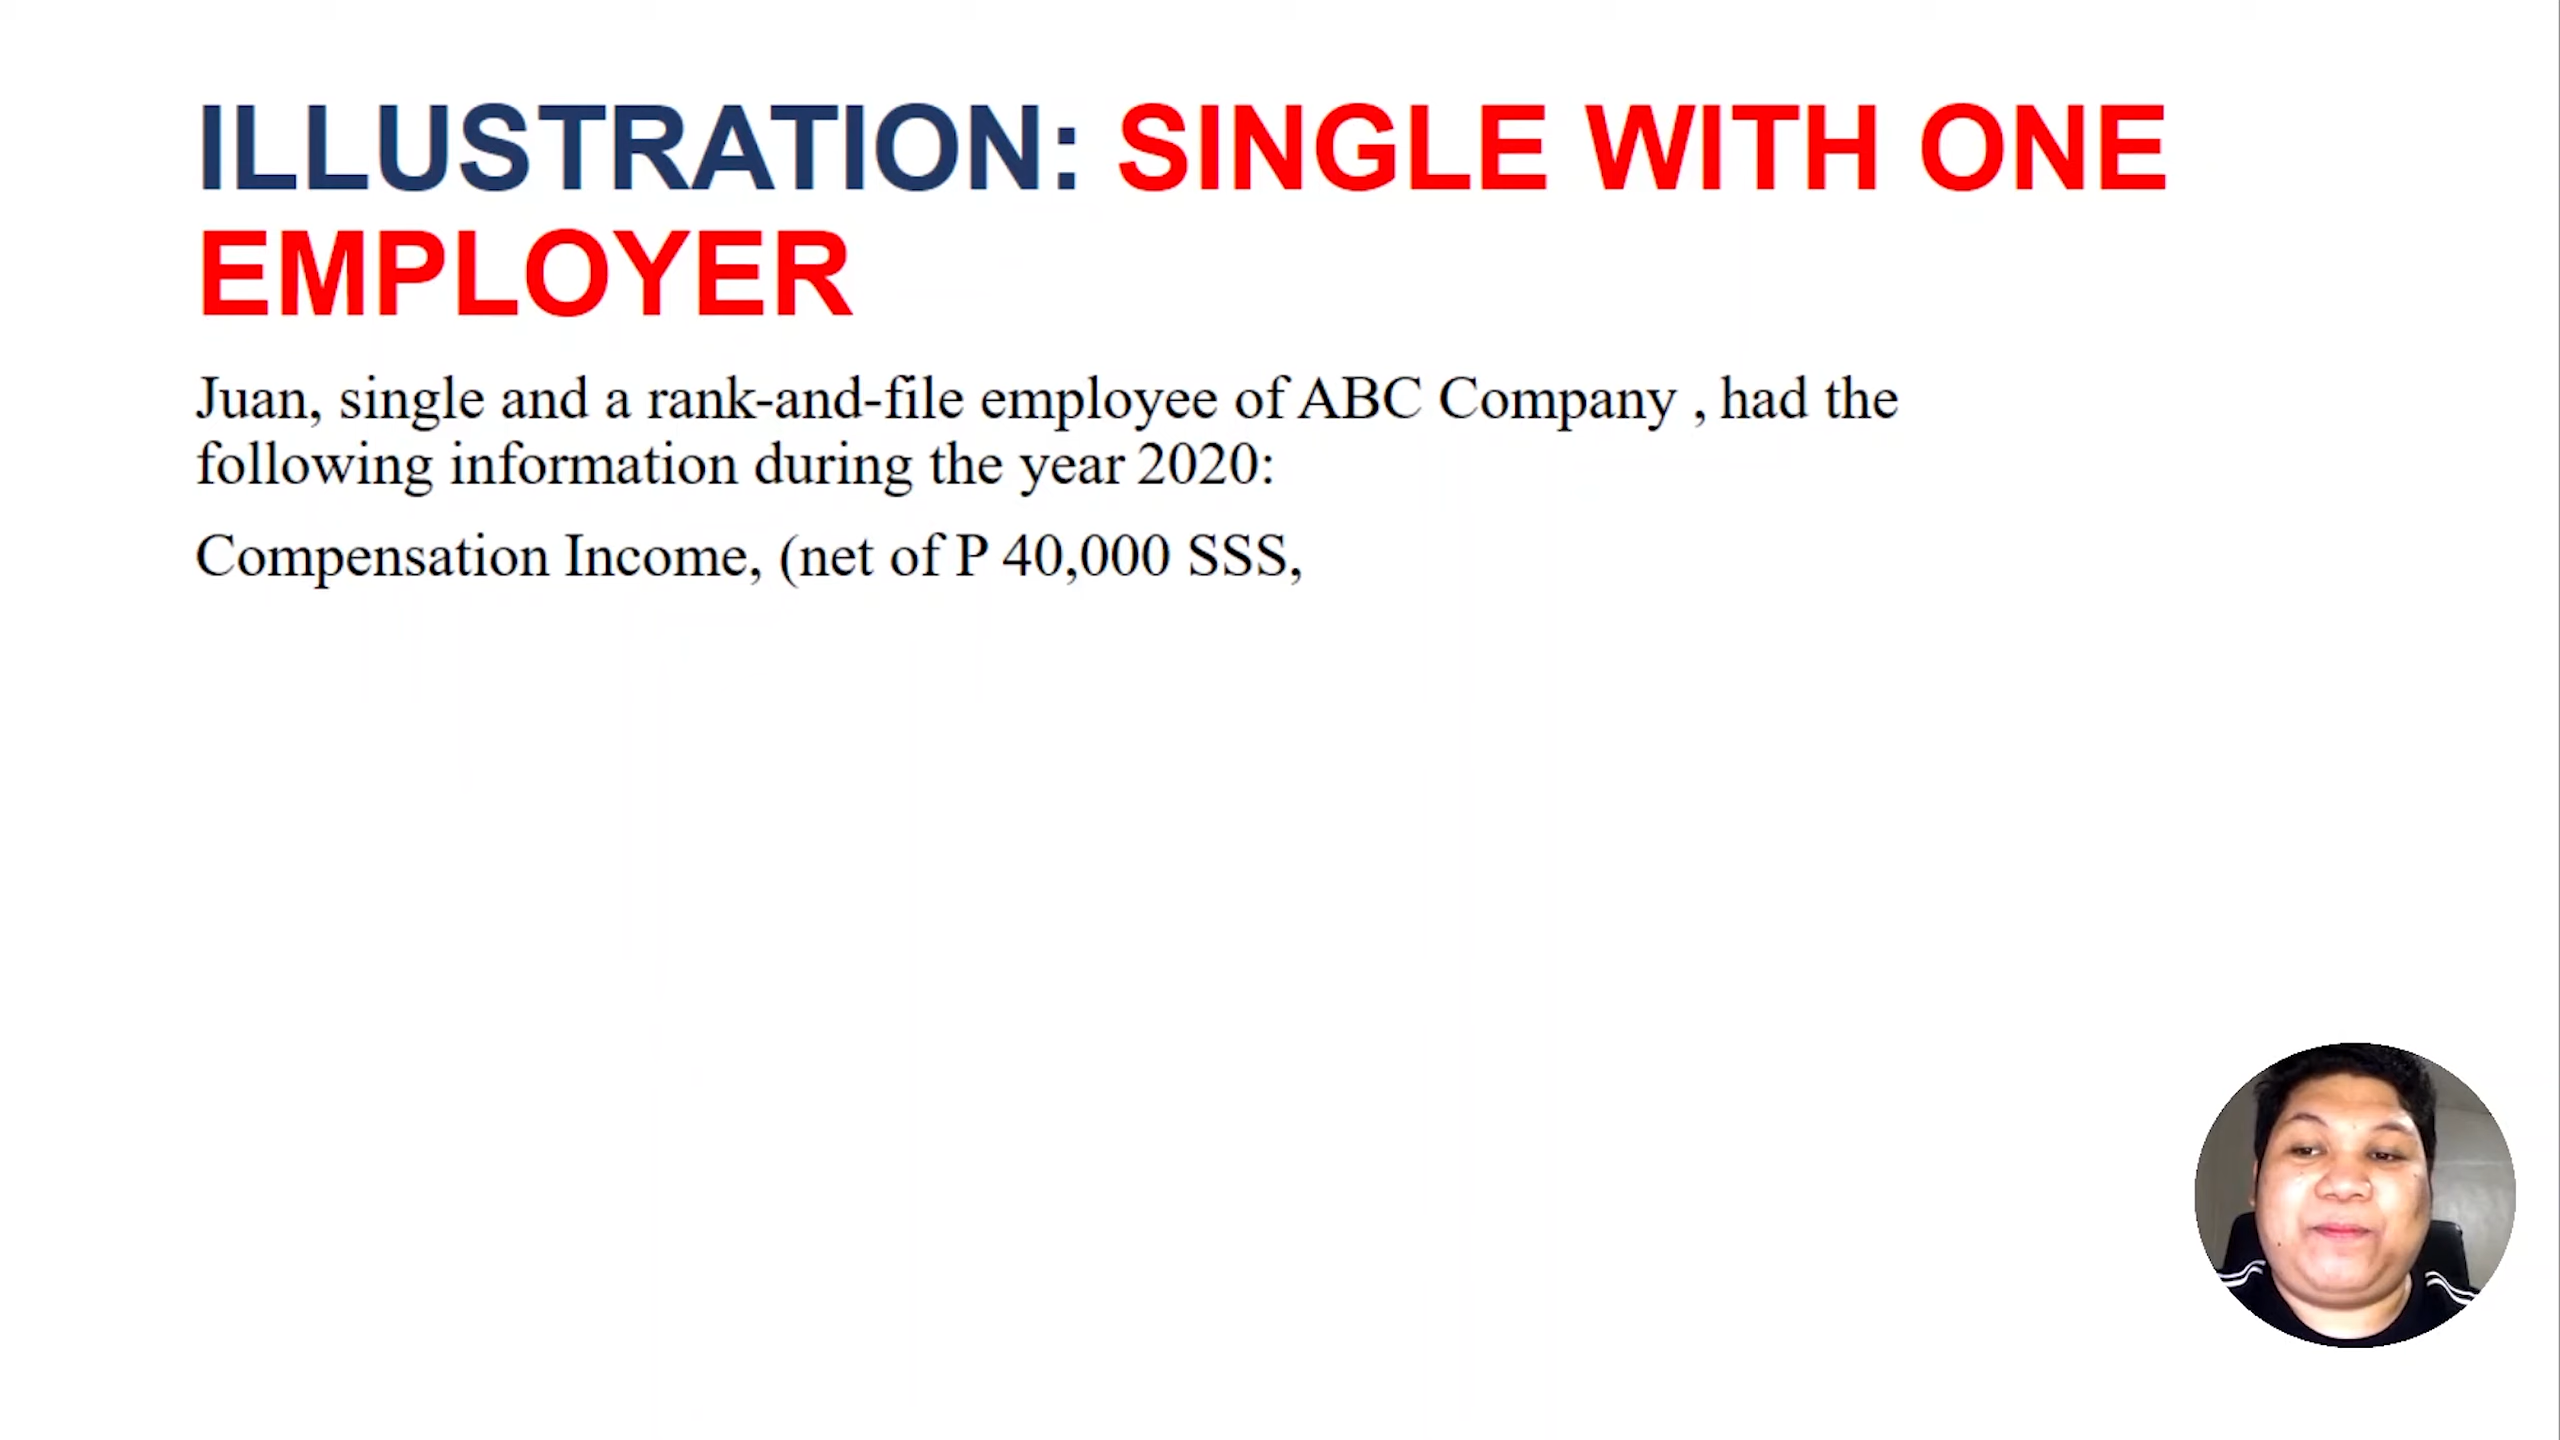 ILLUSTRATION: SINGLE WITH ONE
EMPLOYER
Juan, single and a rank-and-file employee of ABC Company , had the
following information during the year 2020:
Compensation Income, (net of P 40,000 SSS,